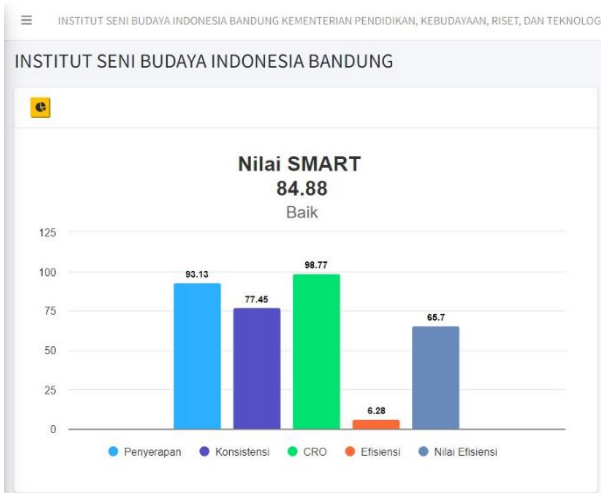 INSTITUT SENI BUDAYA INDONESIA BANDUNG KEMENTERIAN PENDIDIKAN, KEBUDAYAAN, RISET, DAN TEKNOLOG
INSTITUT SENI BUDAYA INDONESIA BANDUNG
Nilai SMART
84.88
Baik
125
100
75
50
25
0
93.13
77.45
98.77
6.28
65.7
Penyerapan Konsistensi CRO Efisiensi Nilai Efisiensi